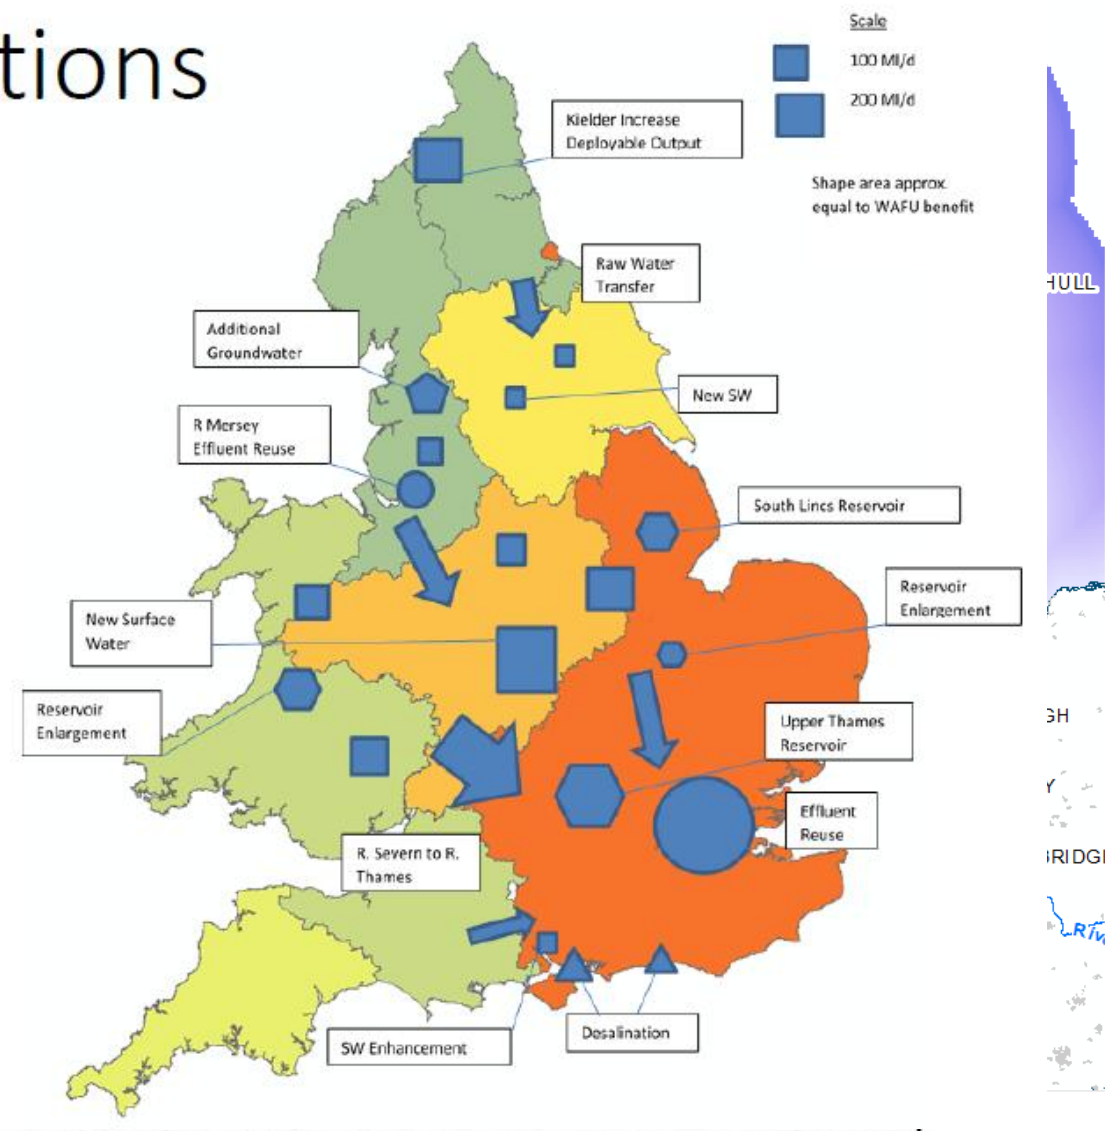 tions
Scale
100 Ml/d
200 Ml/d
Shape area approx.
equal to WAFU benefit
Kielder Increase
Deployable Output
Raw Water
Transfer
Additional
Groundwater
New SW
R Mersey
Effluent Reuse
South Lincs Reservoir
Reservoir
Enlargement
New Surface
Water
Reservoir
Enlargement
Upper Thames
Reservoir
Effluent
Reuse
R. Severn to R.
Thames
SW Enhancement
Desalination
HULL
GH
Y
BRIDG
Riv